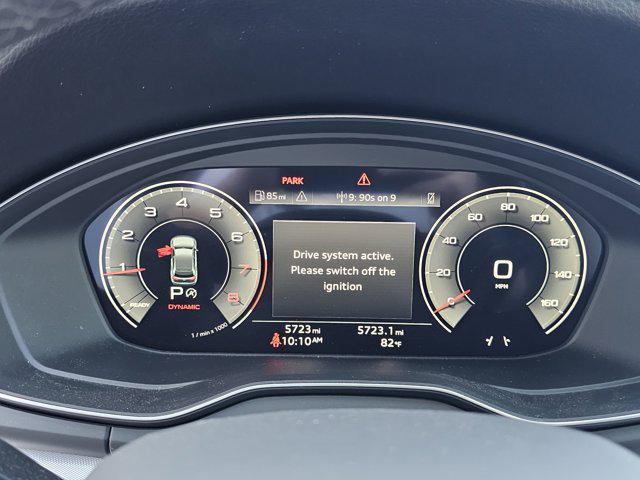 PARK
85 mi
9: 90s on 9
Drive system active.
Please switch off the
ignition
1 2 3 4 5 6 7 8
READY
P A
DYNAMIC
1 / min x 1000
0 20 40 60 80 100 120 140 160
0
MPH
5723 mi
5723.1 mi
10:10 AM
82 °F